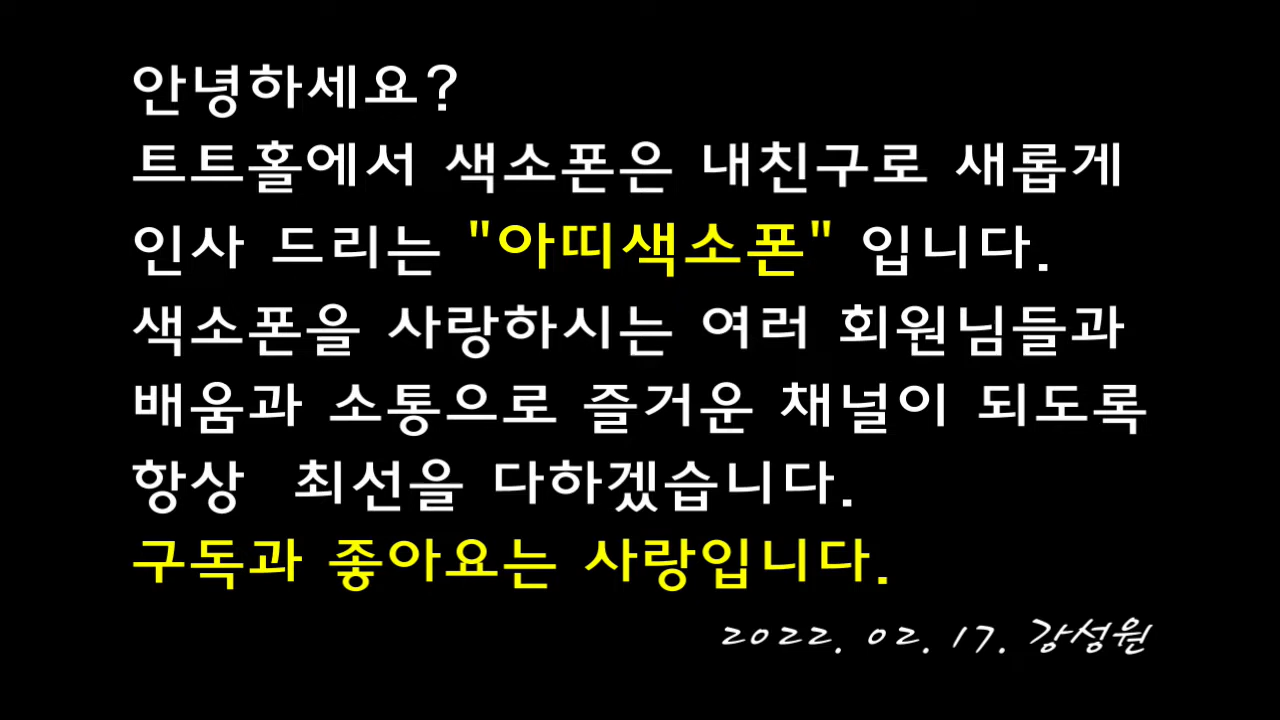 안녕하세요?
트트홀에서 색소폰은 내친구로 새롭게
인사 드리는 "아띠색소폰" 입니다.
색소폰을 사랑하시는 여러 회원님들과
배움과 소통으로 즐거운 채널이 되도록
항상  최선을 다하겠습니다.
구독과 좋아요는 사랑입니다.
2022. 02. 17. 강성원